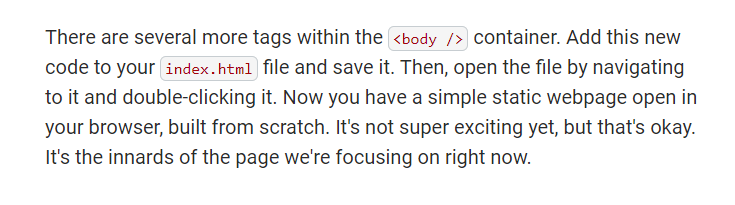 There are several more tags within the <body /> container. Add this new
code to your index.html file and save it. Then, open the file by navigating
to it and double-clicking it. Now you have a simple static webpage open in
your browser, built from scratch. It's not super exciting yet, but that's okay.
It's the innards of the page we're focusing on right now.